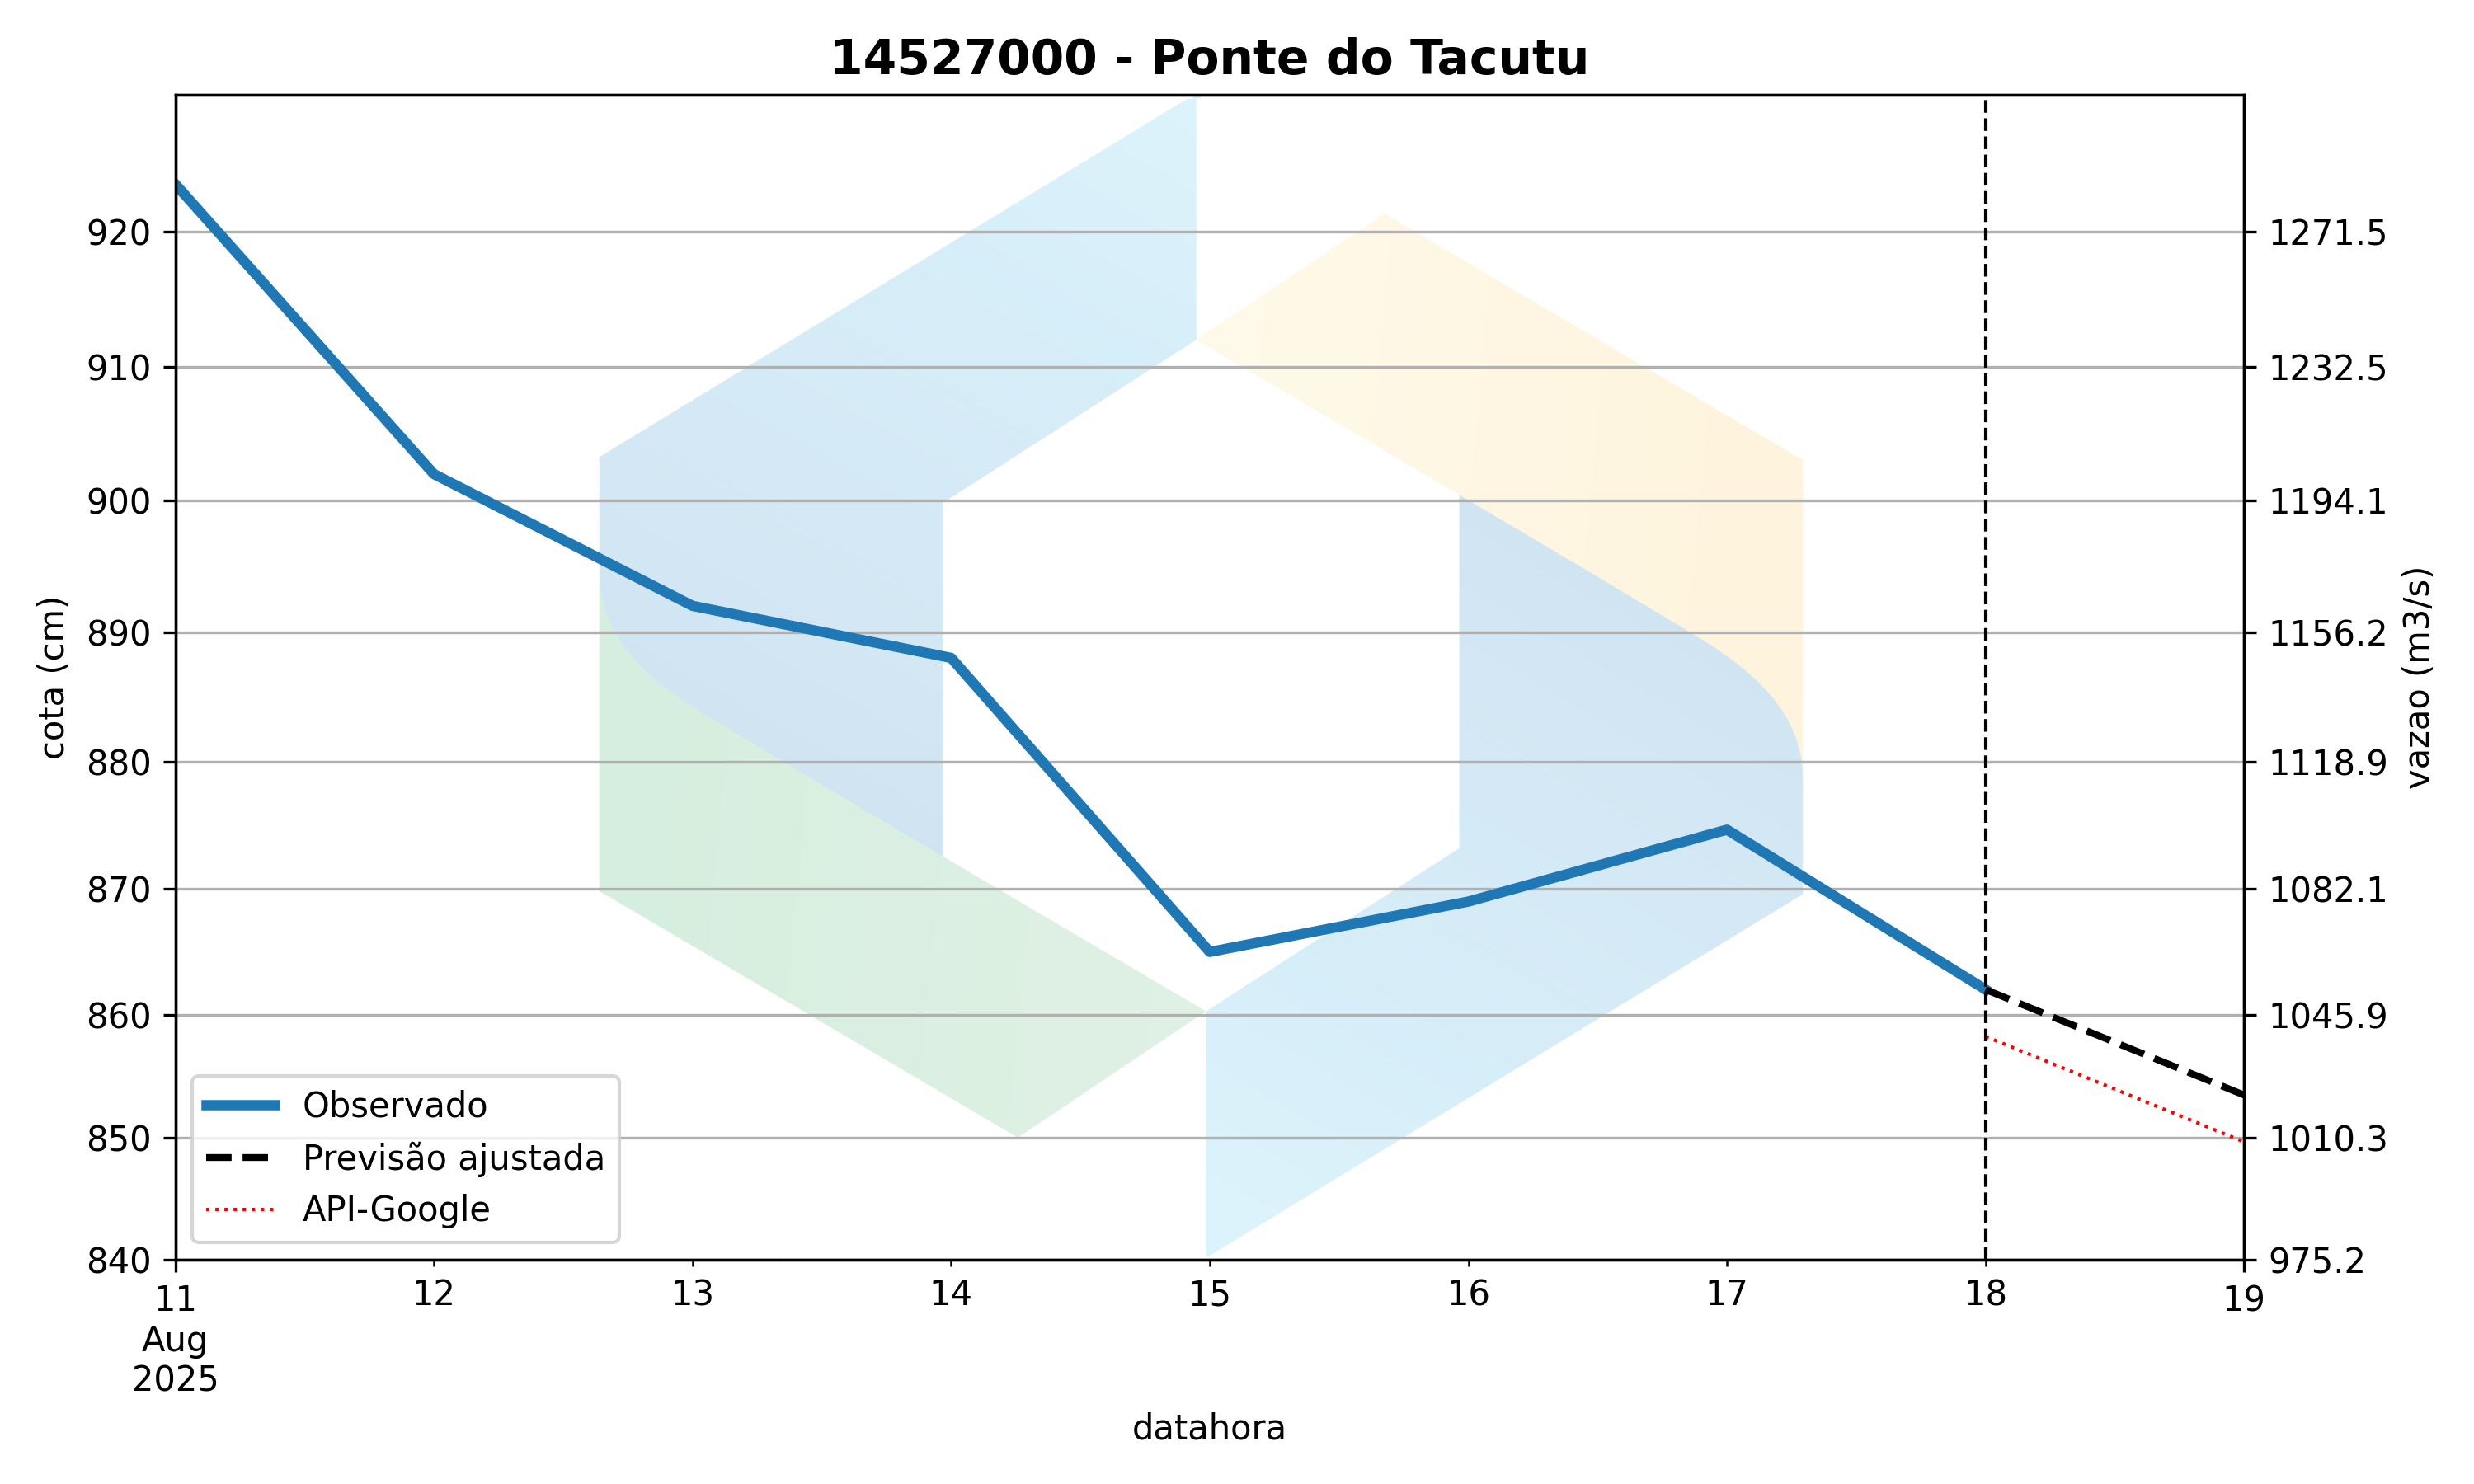 14527000 - Ponte do Tacutu
cota (cm)
920
910
900
890
880
870
860
850
840
1271.5
1232.5
1194.1
1156.2
1118.9
1082.1
1045.9
1010.3
975.2
vazao (m3/s)
Observado
Previsão ajustada
API-Google
11 12 13 14 15 16 17 18 19
Aug
2025
datahora